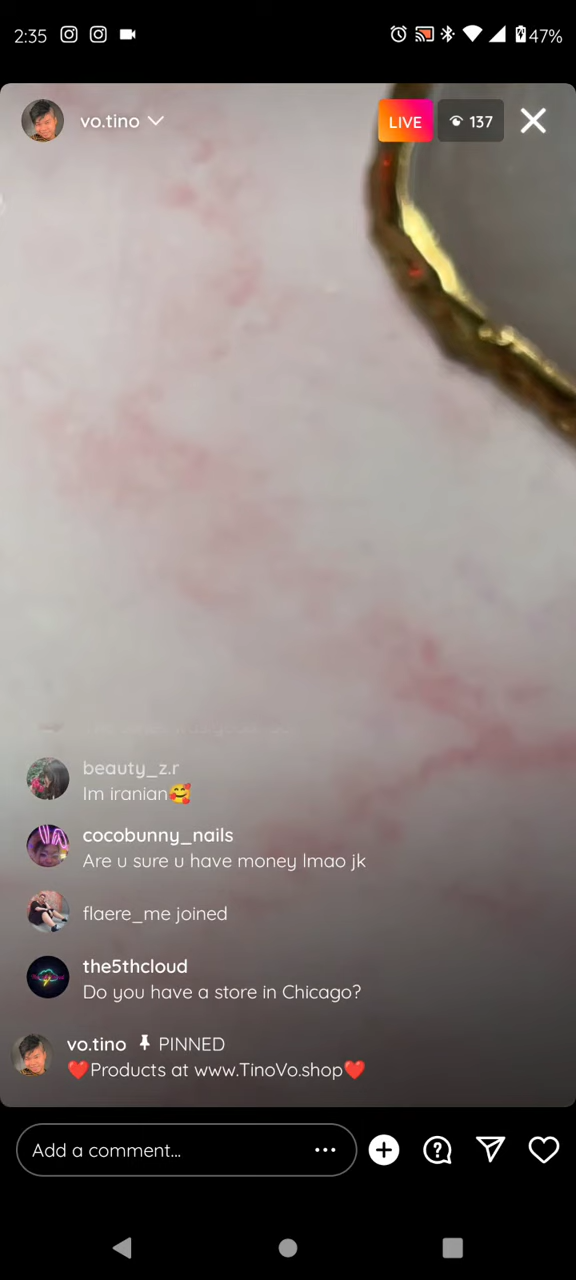 2:35
47%
vo.tino
LIVE
137
beauty_z.r
Im iranian🥰
cocobunny_nails
Are u sure u have money lmao jk
flaere_me joined
the5thcloud
Do you have a store in Chicago?
vo.tino PINNED
❤️Products at www.TinoVo.shop❤️
Add a comment...